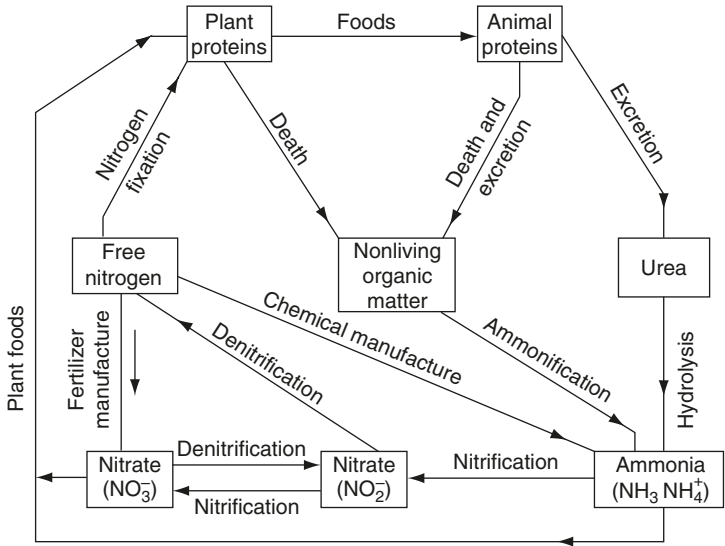 Plant
proteins
Foods
Animal
proteins
Nitrogen
fixation
Death
Death and
excretion
Excretion
Free
nitrogen
Nonliving
organic
matter
Urea
Plant foods
Fertilizer
manufacture
Denitrification
Chemical manufacture
Ammonification
Hydrolysis
Nitrate
(NO₃⁻)
Denitrification
Nitrification
Nitrate
(NO₂⁻)
Nitrification
Ammonia
(NH₃ NH₄⁺)